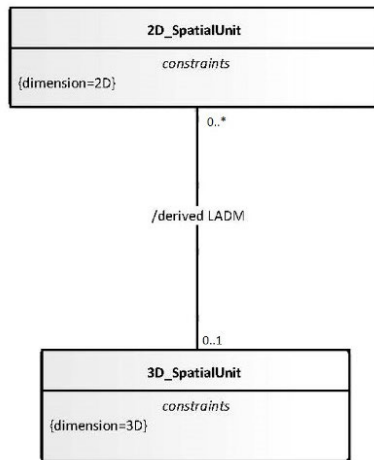 2D_SpatialUnit
constraints
{dimension=2D}
0..*
/derived LADM
0..1
3D_SpatialUnit
constraints
{dimension=3D}